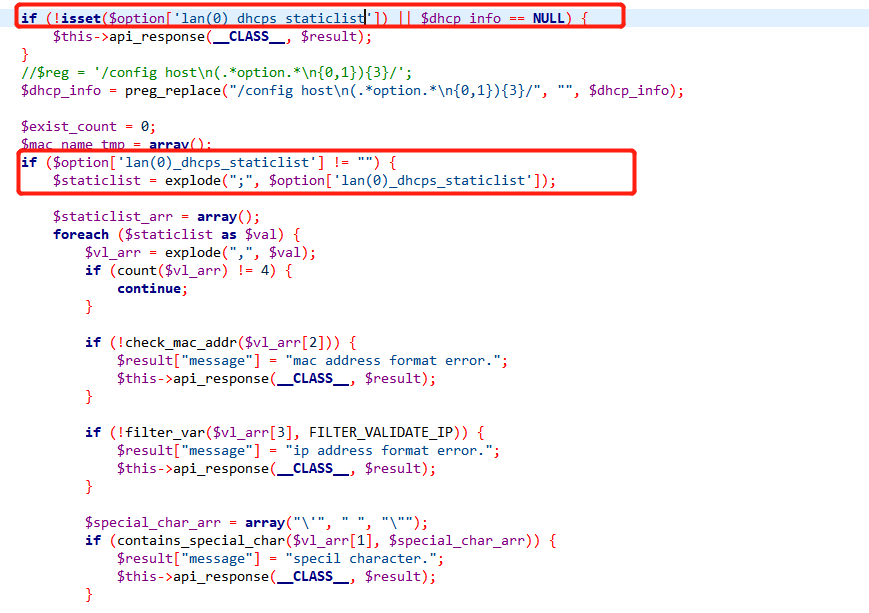 if (!isset($option['lan(0)_dhcps_staticlist']) || $dhcp_info == NULL) {
    $this->api_response(__CLASS__, $result);
}
//$reg = '/config host\n(.*option.*\n{0,1}){3}/';
$dhcp_info = preg_replace("/config host\n(.*option.*\n{0,1}){3}/", "", $dhcp_info);
$exist_count = 0;
$mac_name_tmp = array();
if ($option['lan(0)_dhcps_staticlist'] != "") {
    $staticlist = explode(";", $option['lan(0)_dhcps_staticlist']);
    $staticlist_arr = array();
    foreach ($staticlist as $val) {
        $vl_arr = explode(",", $val);
        if (count($vl_arr) != 4) {
            continue;
        }
        if (!check_mac_addr($vl_arr[2])) {
            $result["message"] = "mac address format error.";
            $this->api_response(__CLASS__, $result);
        }
        if (!filter_var($vl_arr[3], FILTER_VALIDATE_IP)) {
            $result["message"] = "ip address format error.";
            $this->api_response(__CLASS__, $result);
        }
        $special_char_arr = array("\'", " ", "\"");
        if (contains_special_char($vl_arr[1], $special_char_arr)) {
            $result["message"] = "specil character.";
            $this->api_response(__CLASS__, $result);
        }